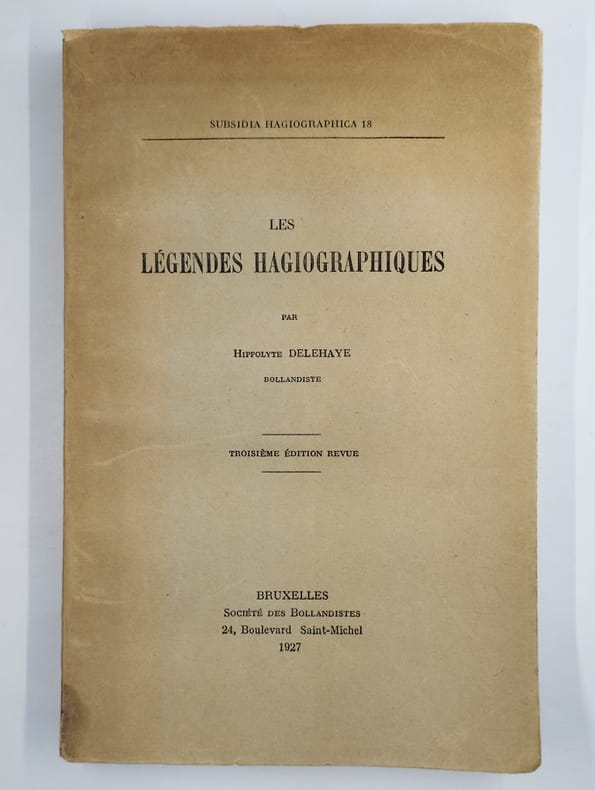 SUBSIDIA HAGIOGRAPHICA 18
LES
LÉGENDES HAGIOGRAPHIQUES
PAR
HIPPOLYTE DELEHAYE
BOLLANDISTE
TROISIÈME ÉDITION REVUE
BRUXELLES
SOCIÉTÉ DES BOLLANDISTES
24, Boulevard Saint-Michel
1927